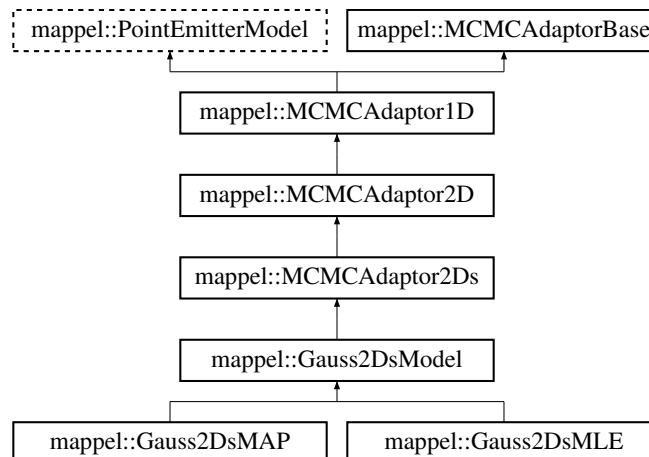 mappel::PointEmitterModel
mappel::MCMCAdaptorBase
mappel::MCMCAdaptor1D
mappel::MCMCAdaptor2D
mappel::MCMCAdaptor2Ds
mappel::Gauss2DsModel
mappel::Gauss2DsMAP
mappel::Gauss2DsMLE